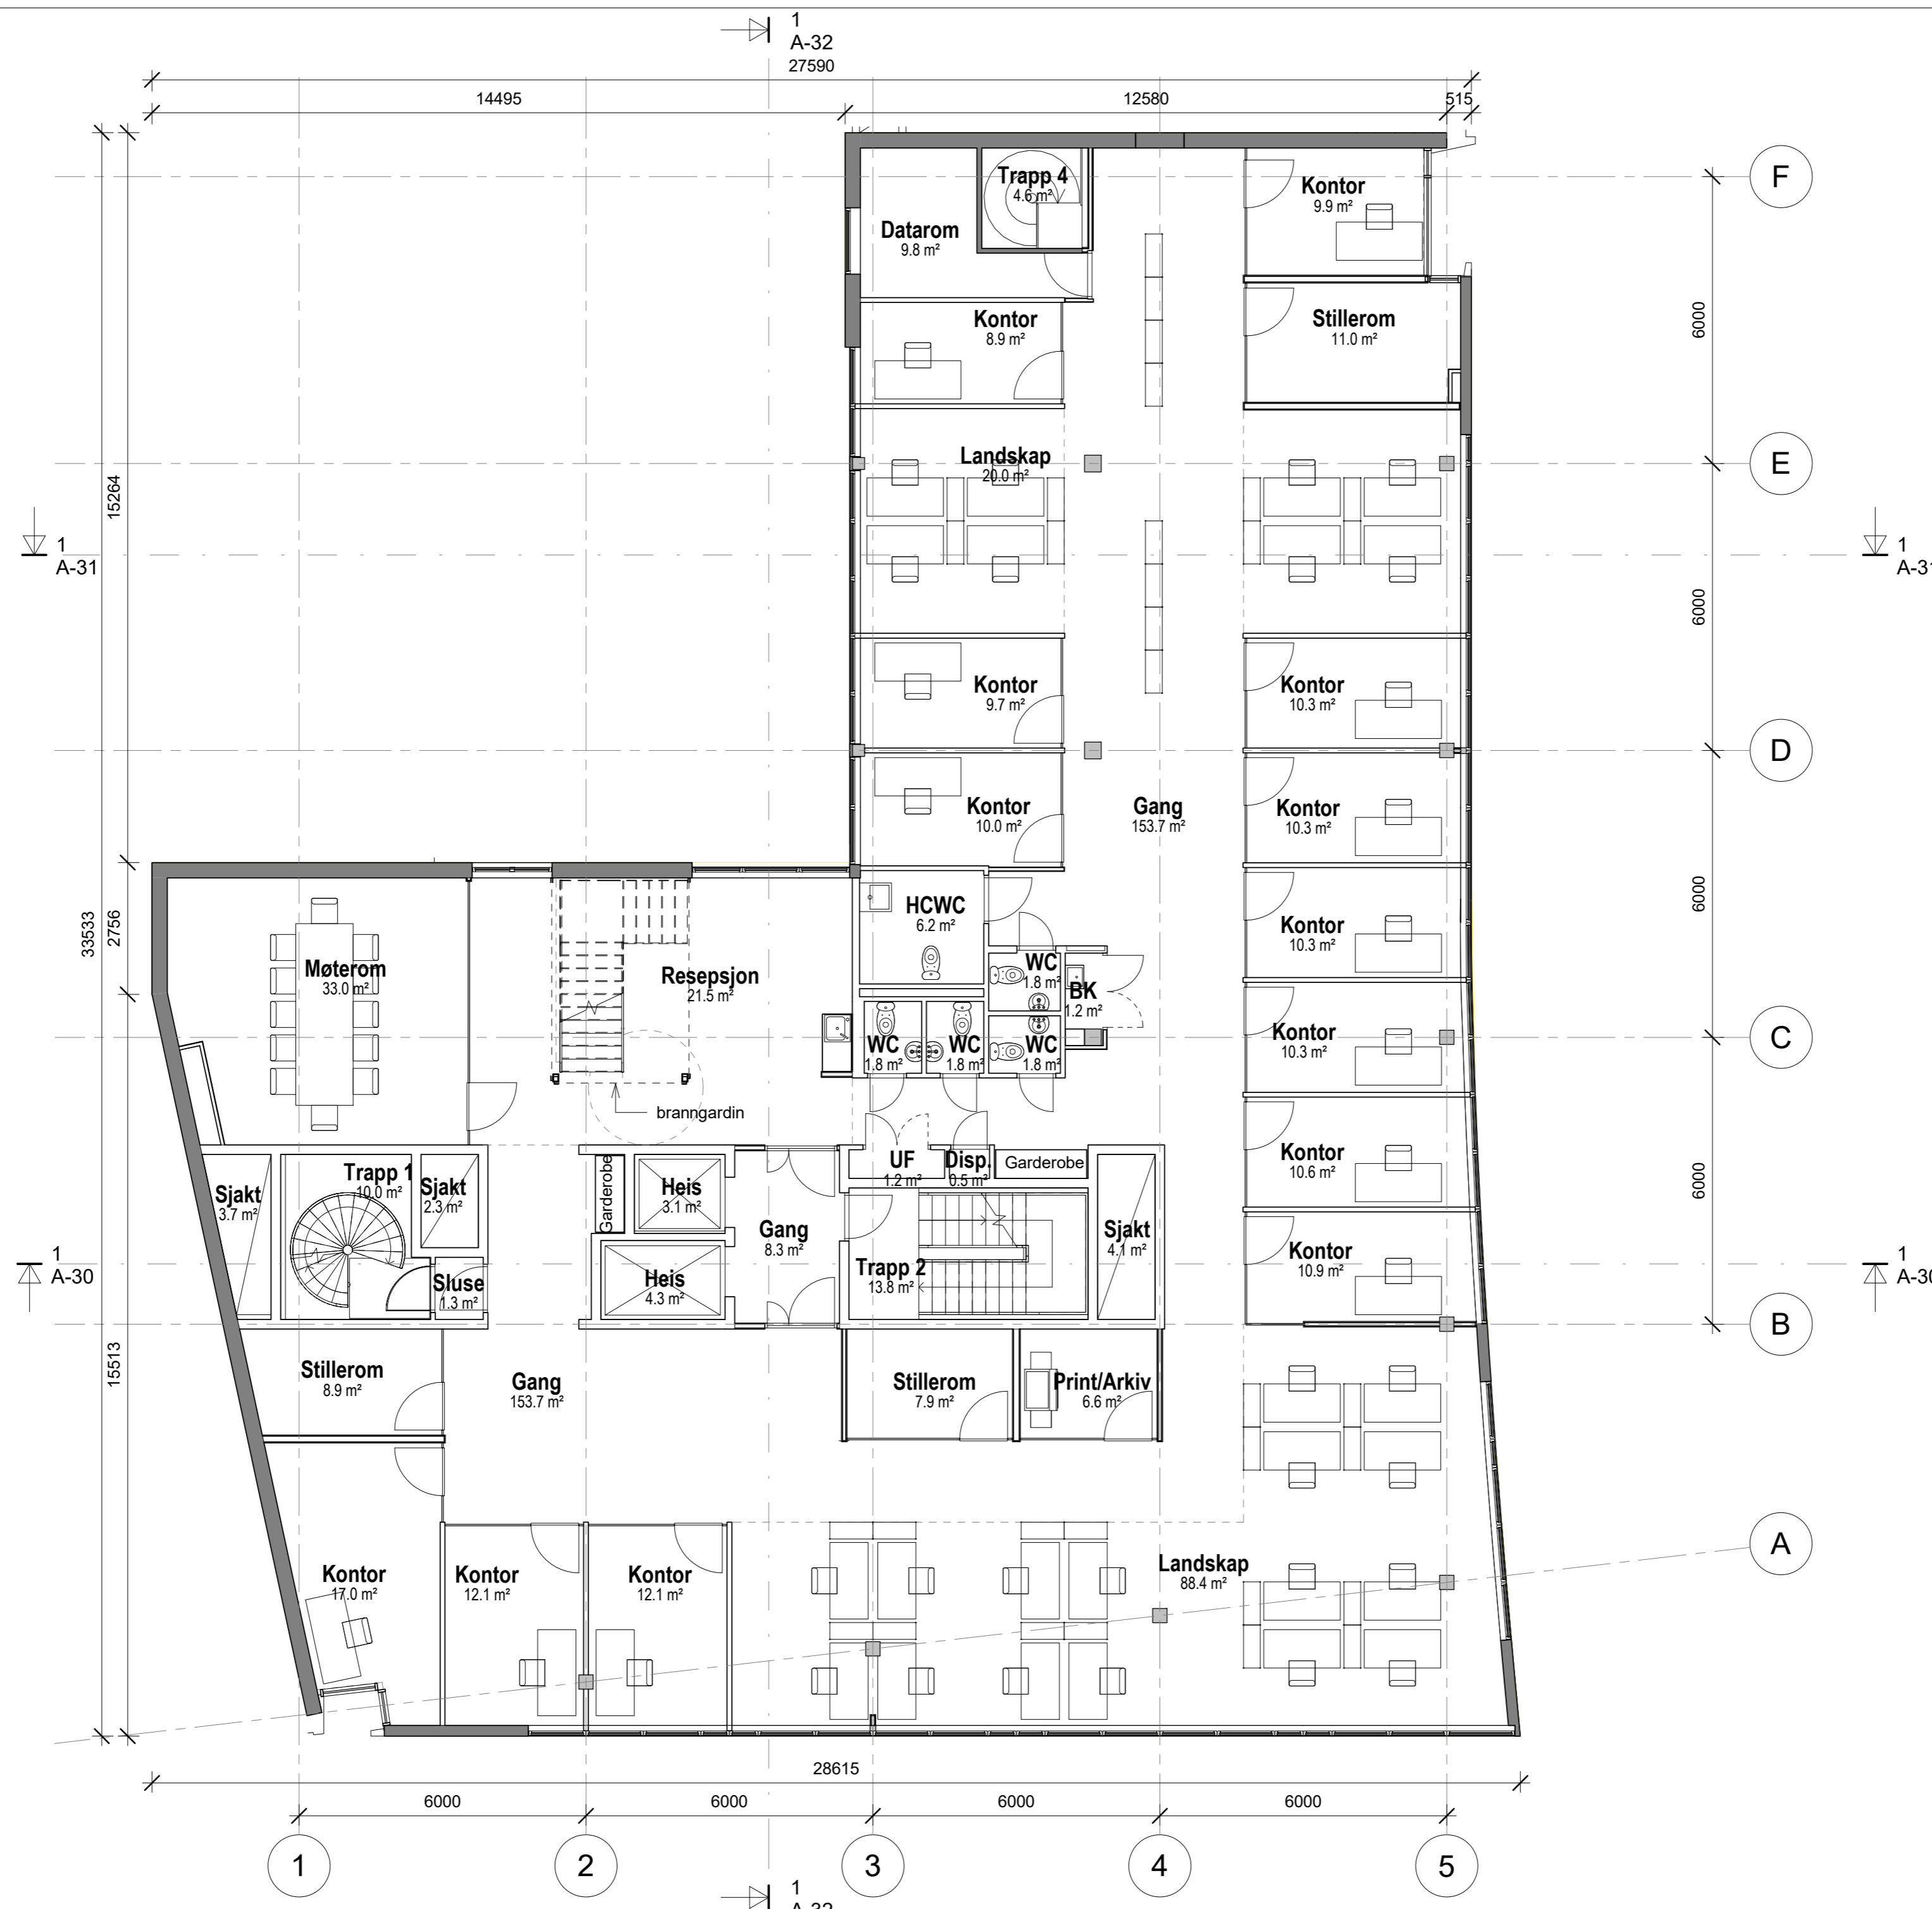 1
A-32
27590
14495
12580
515
F
Trapp 4
4.6 m²
Kontor
9.9 m²
Datarom
9.8 m²
Kontor
8.9 m²
Stillerom
11.0 m²
6000
E
Landskap
20.0 m²
15264
1
A-31
1
A-31
6000
Kontor
9.7 m²
Kontor
10.3 m²
D
Kontor
10.0 m²
Gang
153.7 m²
Kontor
10.3 m²
33533
2756
6000
HCWC
6.2 m²
Kontor
10.3 m²
Møterom
33.0 m²
Resepsjon
21.5 m²
WC
1.8 m²
BK
1.2 m²
C
WC
1.8 m²
WC
1.8 m²
WC
1.8 m²
Kontor
10.3 m²
branngardin
Trapp 1
10.0 m²
Sjakt
3.7 m²
Sjakt
2.3 m²
Garderobe
Heis
3.1 m²
UF
1.2 m²
Disp.
0.5 m²
Garderobe
Kontor
10.6 m²
6000
Gang
8.3 m²
Sjakt
4.1 m²
Kontor
10.9 m²
1
A-30
1
A-30
Sluse
1.3 m²
Heis
4.3 m²
Trapp 2
13.8 m²
B
15513
Stillerom
8.9 m²
Gang
153.7 m²
Stillerom
7.9 m²
Print/Arkiv
6.6 m²
A
Kontor
17.0 m²
Kontor
12.1 m²
Kontor
12.1 m²
Landskap
88.4 m²
28615
6000
6000
6000
6000
1
2
3
4
5
1
A-32